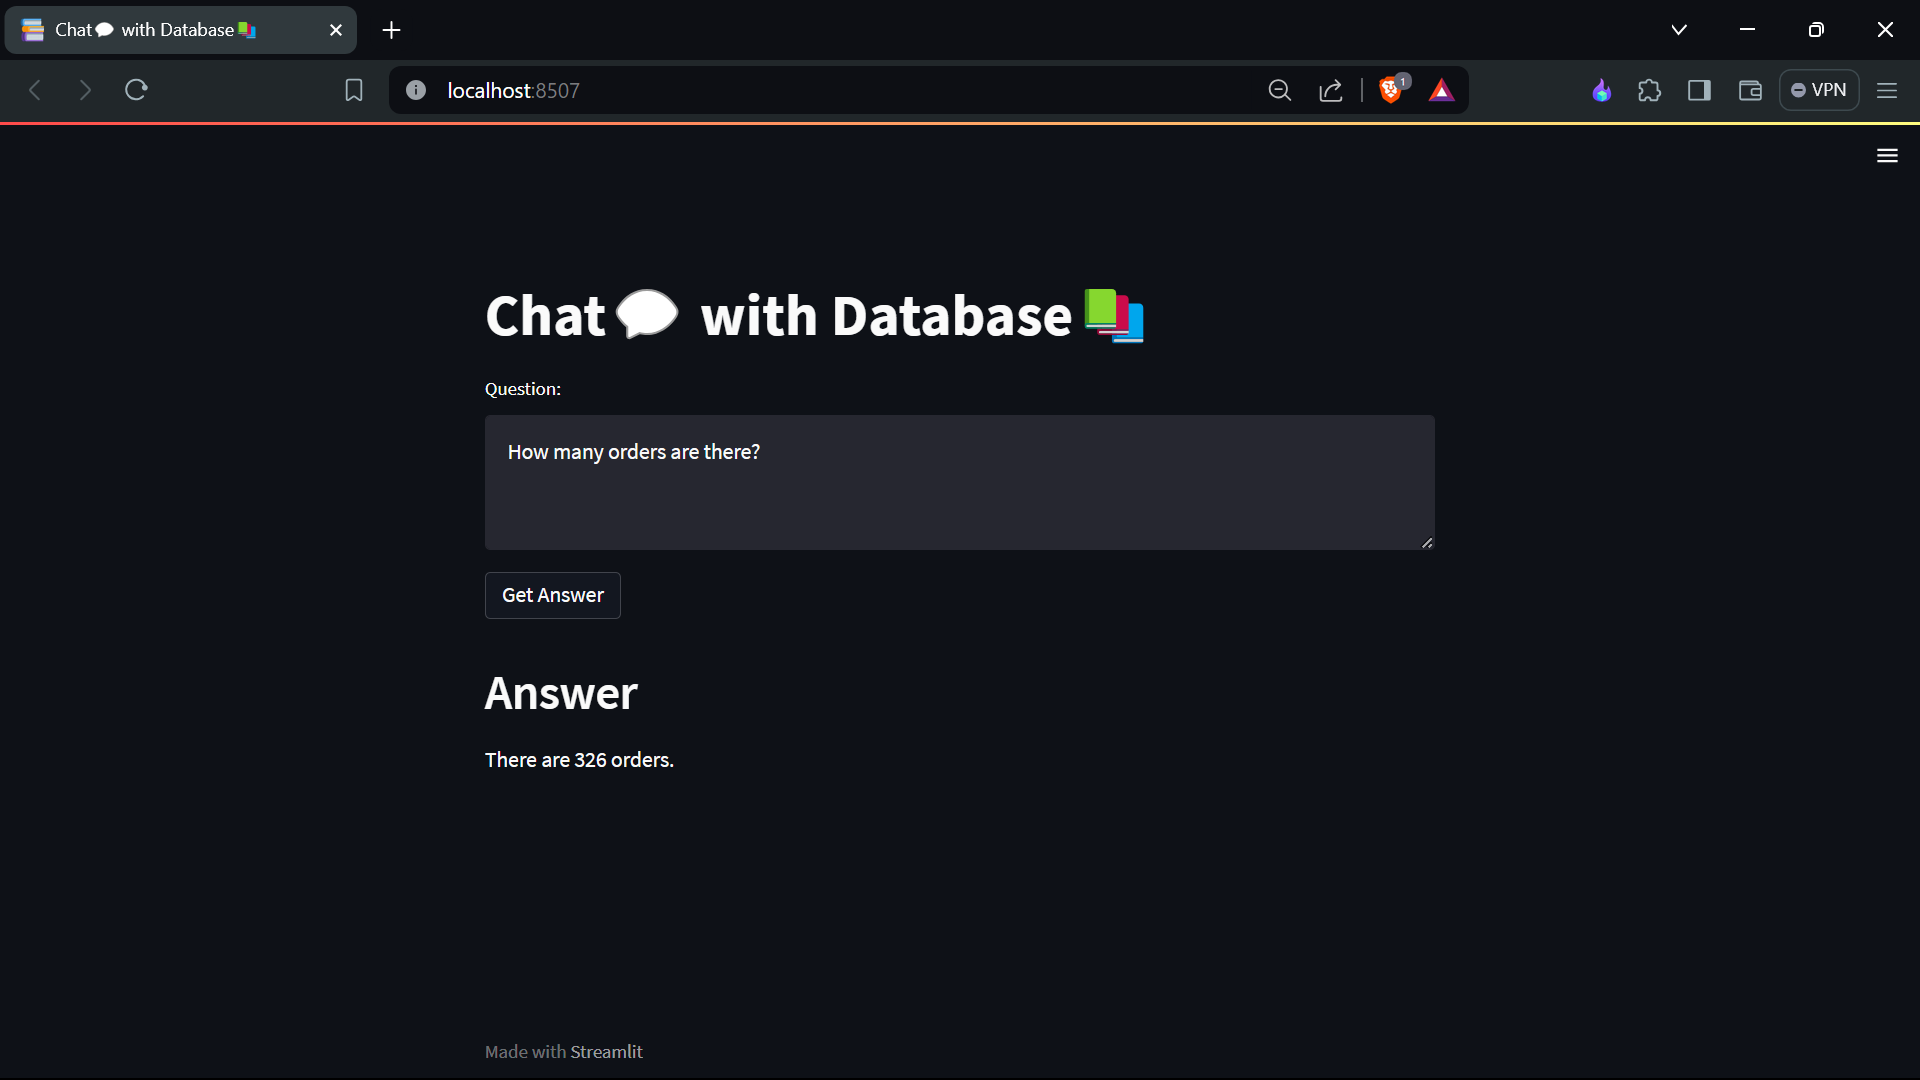 Chat💬 with Database📚
localhost:8507
1
VPN
Chat💬 with Database📚
Question:
How many orders are there?
Get Answer
Answer
There are 326 orders.
Made with Streamlit